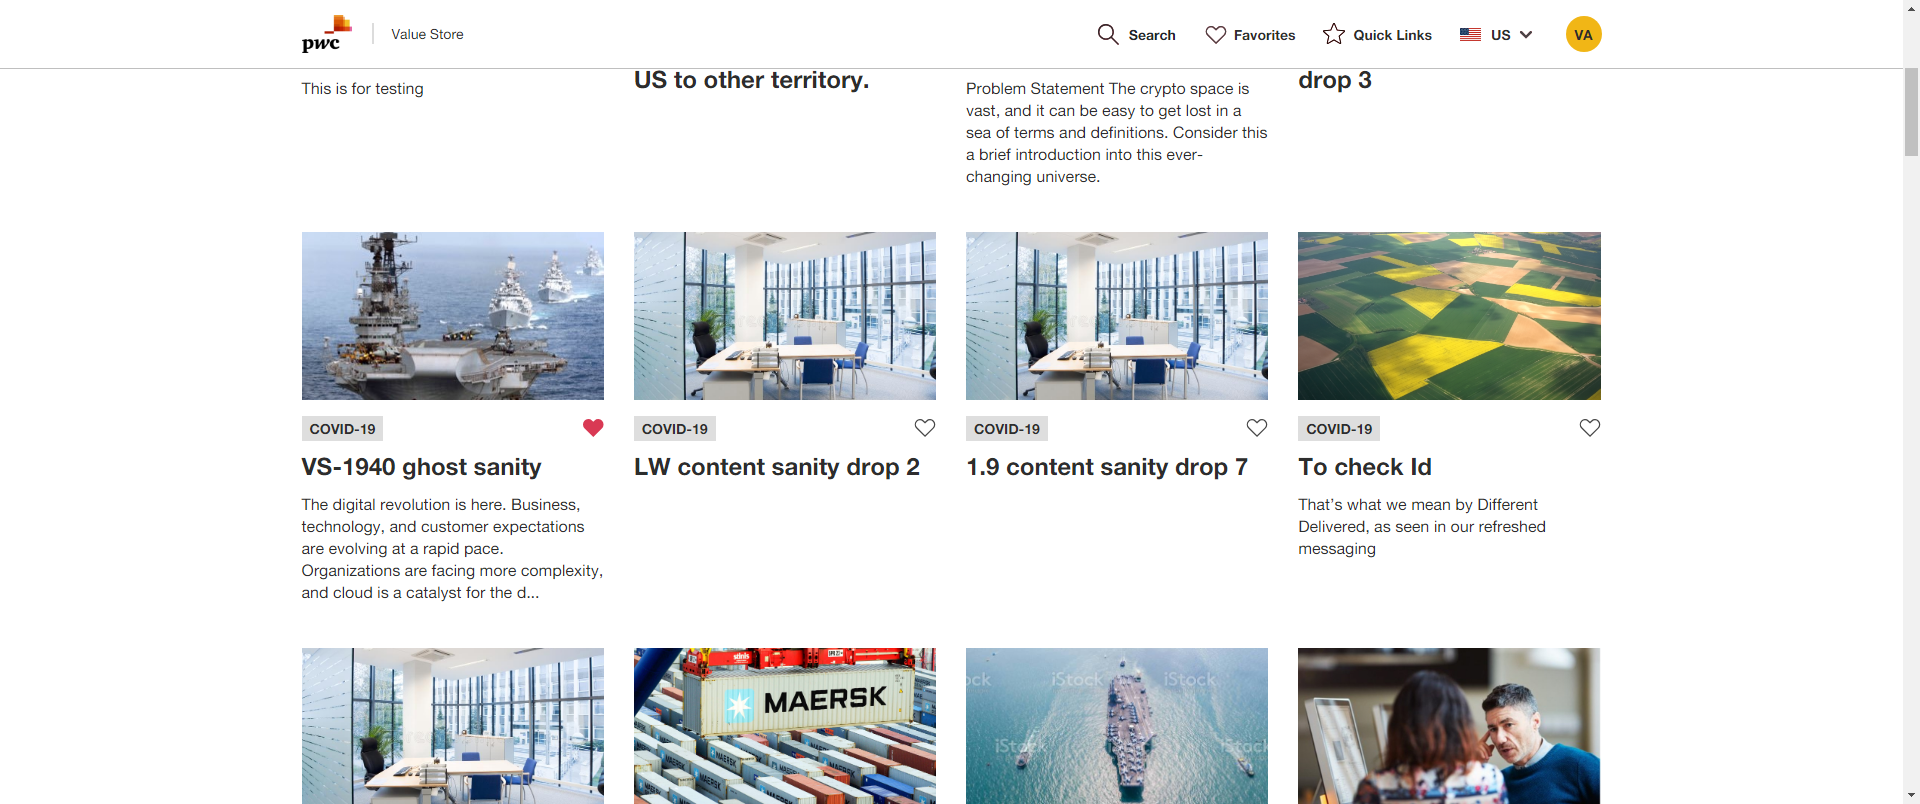 pwc
Value Store
Search
Favorites
Quick Links
US
VA
This is for testing
US to other territory.
Problem Statement The crypto space is
vast, and it can be easy to get lost in a
sea of terms and definitions. Consider this
a brief introduction into this ever-
changing universe.
drop 3
COVID-19
VS-1940 ghost sanity
The digital revolution is here. Business,
technology, and customer expectations
are evolving at a rapid pace.
Organizations are facing more complexity,
and cloud is a catalyst for the d...
COVID-19
LW content sanity drop 2
COVID-19
1.9 content sanity drop 7
COVID-19
To check Id
That's what we mean by Different
Delivered, as seen in our refreshed
messaging
MAERSK
MAERSK
MAERSK
iStock
iStock
iStock
iStock